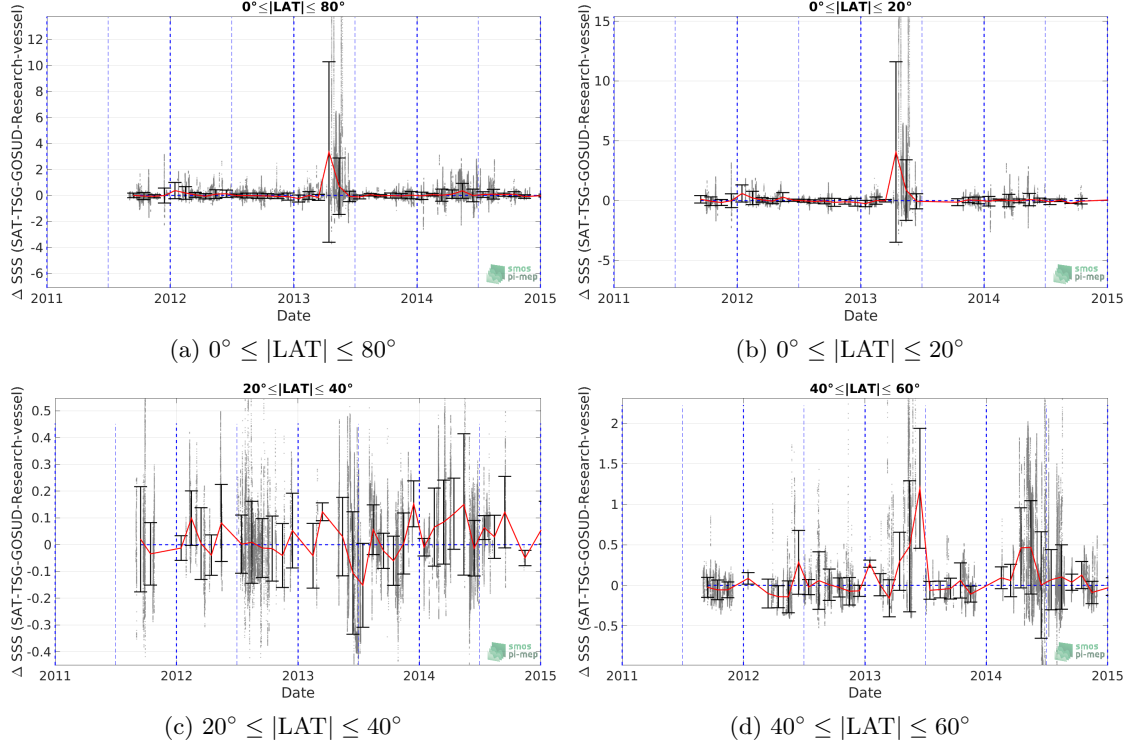 0°≤|LAT|≤ 80°
Δ SSS (SAT-TSG-GOSUD-Research-vessel)
12
10
8
6
4
2
0
-2
-4
-6
2011 2012 2013 2014 2015
Date
smos
pi-mep
(a) 0° ≤ |LAT| ≤ 80°
0°≤|LAT|≤ 20°
Δ SSS (SAT-TSG-GOSUD-Research-vessel)
15
10
5
0
-5
2011 2012 2013 2014 2015
Date
smos
pi-mep
(b) 0° ≤ |LAT| ≤ 20°
20°≤|LAT|≤ 40°
Δ SSS (SAT-TSG-GOSUD-Research-vessel)
0.5
0.4
0.3
0.2
0.1
0
-0.1
-0.2
-0.3
-0.4
2011 2012 2013 2014 2015
Date
smos
pi-mep
(c) 20° ≤ |LAT| ≤ 40°
40°≤|LAT|≤ 60°
Δ SSS (SAT-TSG-GOSUD-Research-vessel)
2
1.5
1
0.5
0
-0.5
2011 2012 2013 2014 2015
Date
smos
pi-mep
(d) 40° ≤ |LAT| ≤ 60°